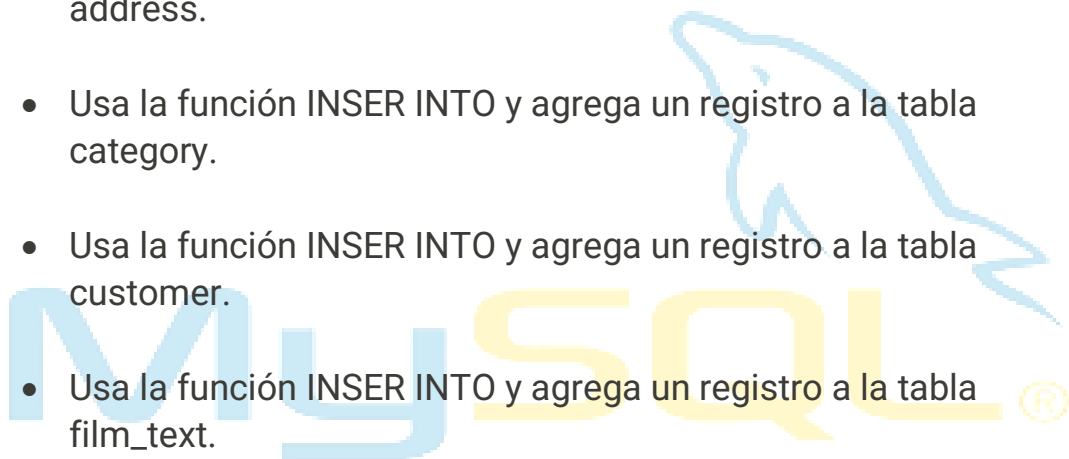 address.
• Usa la función INSER INTO y agrega un registro a la tabla
category.
• Usa la función INSER INTO y agrega un registro a la tabla
customer.
MySQL ®
• Usa la función INSER INTO y agrega un registro a la tabla
film_text.